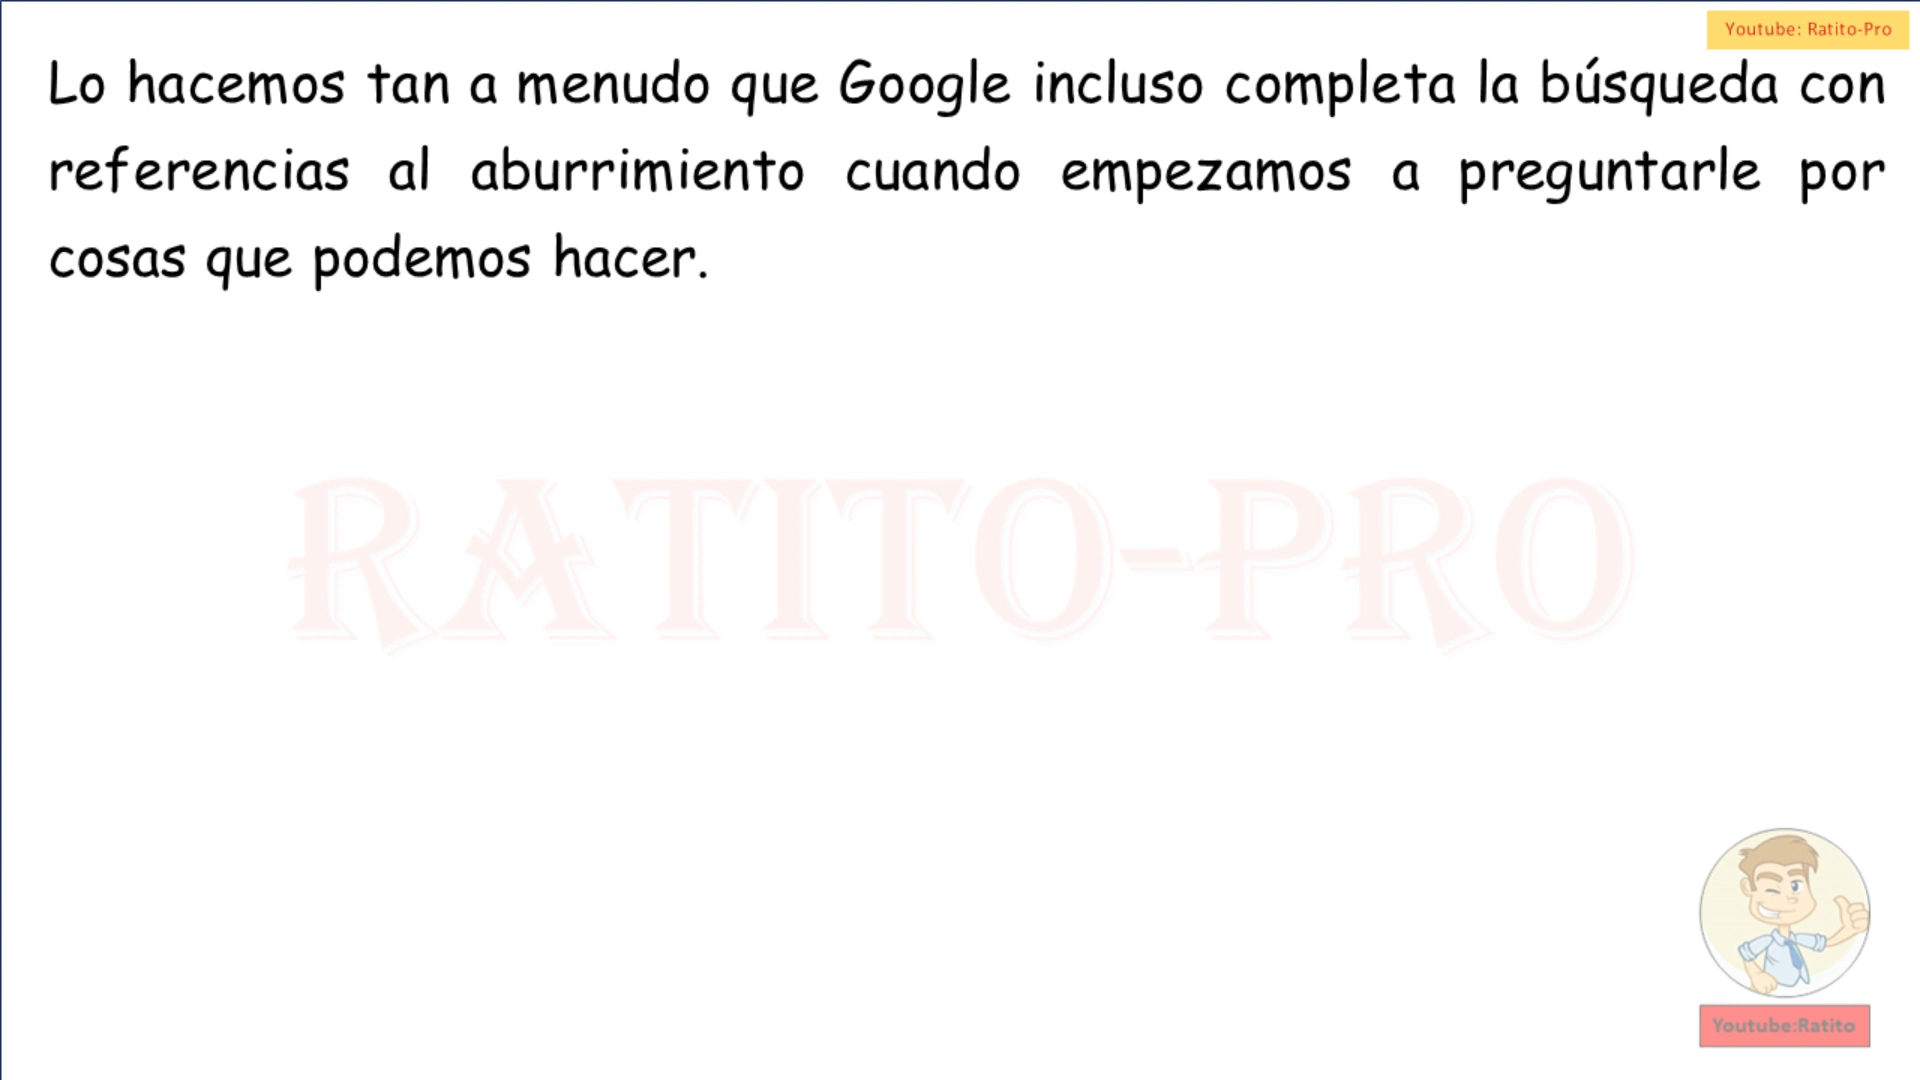 Youtube: Ratito-Pro
Lo hacemos tan a menudo que Google incluso completa la búsqueda con
referencias al aburrimiento cuando empezamos a preguntarle por
cosas que podemos hacer.
RATITO-PRO
Youtube:Ratito